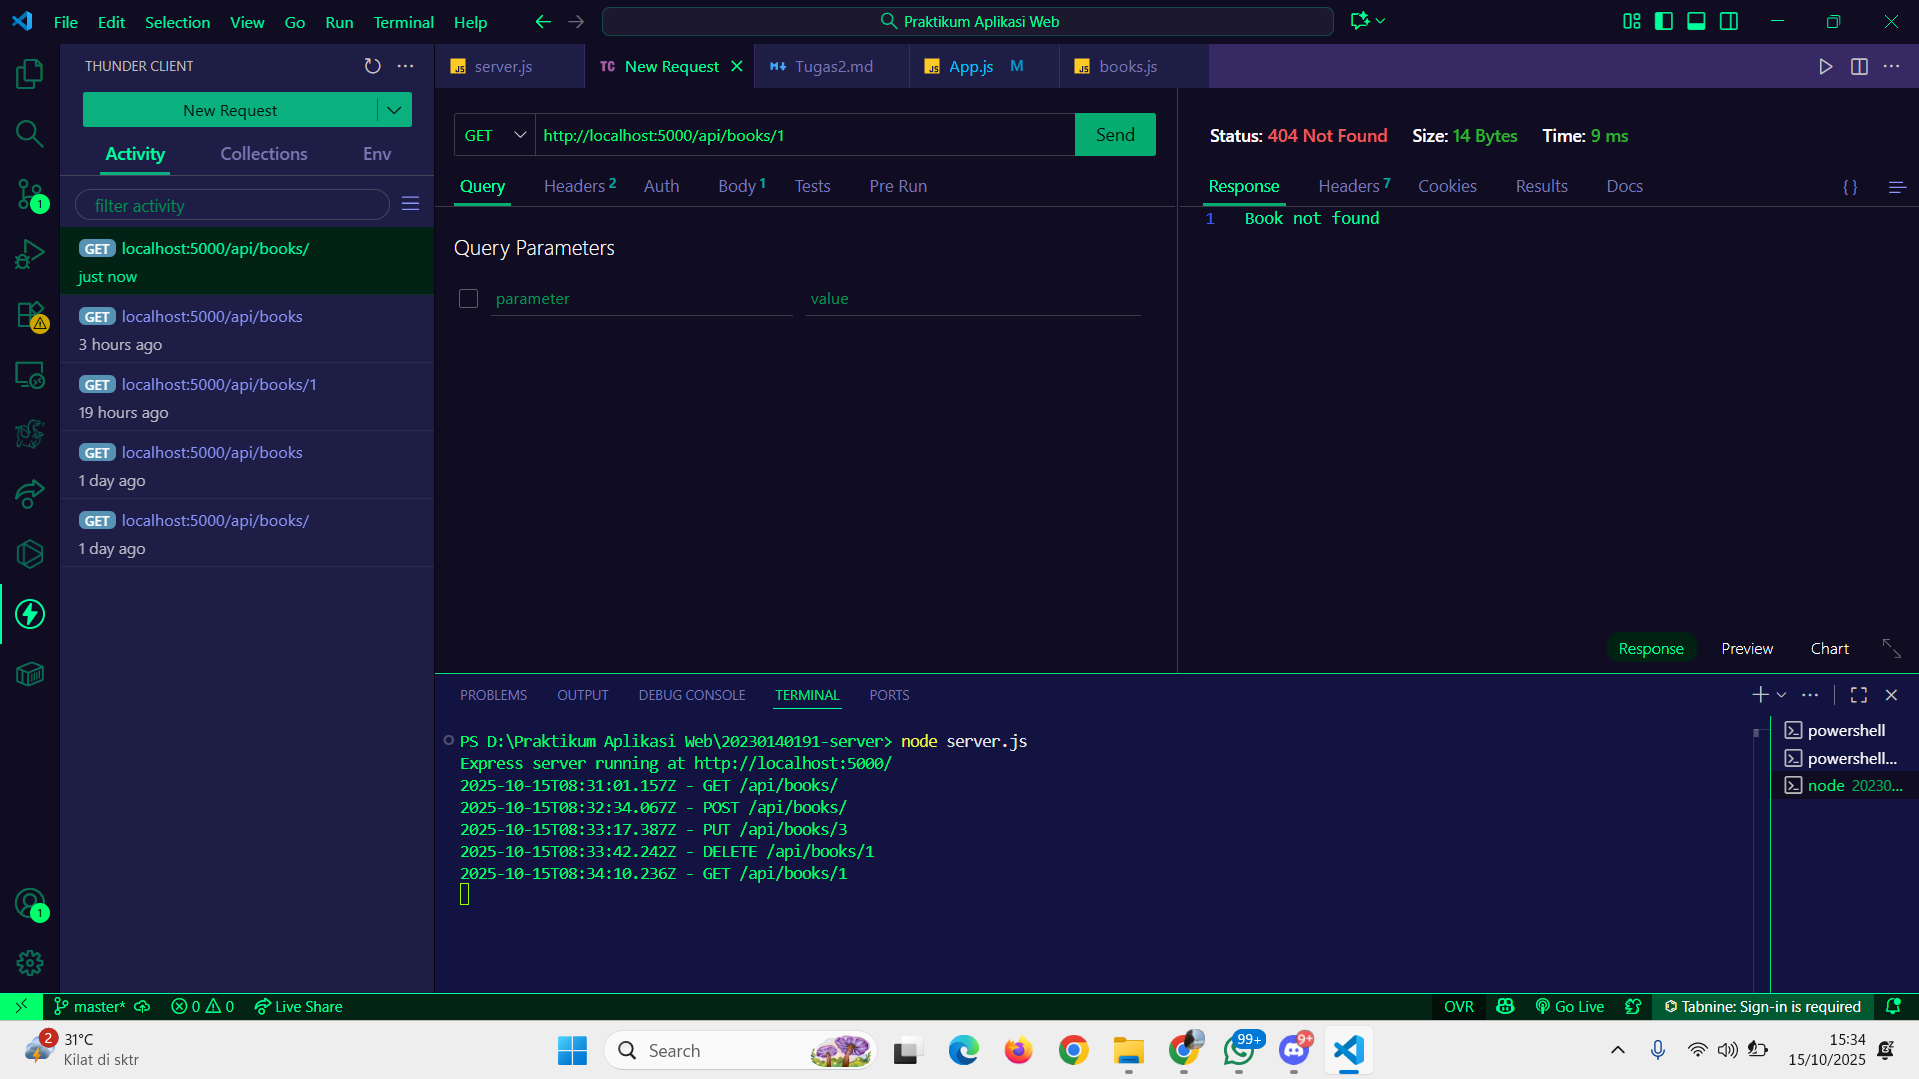 File Edit Selection View Go Run Terminal Help
Praktikum Aplikasi Web
THUNDER CLIENT
New Request
Activity Collections Env
filter activity
GET localhost:5000/api/books/
just now
GET localhost:5000/api/books
3 hours ago
GET localhost:5000/api/books/1
19 hours ago
GET localhost:5000/api/books
1 day ago
GET localhost:5000/api/books/
1 day ago
1
1
JS server.js
TC New Request
Tugas2.md
JS App.js M
JS books.js
GET http://localhost:5000/api/books/1 Send
Query Headers 2 Auth Body 1 Tests Pre Run
Query Parameters
parameter value
Status: 404 Not Found Size: 14 Bytes Time: 9 ms
Response Headers 7 Cookies Results Docs {}
1 Book not found
Response Preview Chart
PROBLEMS OUTPUT DEBUG CONSOLE TERMINAL PORTS
PS D:\Praktikum Aplikasi Web\20230140191-server> node server.js
Express server running at http://localhost:5000/
2025-10-15T08:31:01.157Z - GET /api/books/
2025-10-15T08:32:34.067Z - POST /api/books/
2025-10-15T08:33:17.387Z - PUT /api/books/3
2025-10-15T08:33:42.242Z - DELETE /api/books/1
2025-10-15T08:34:10.236Z - GET /api/books/1
powershell
powershell...
node 20230...
master* 0 0 Live Share
OVR Go Live Tabnine: Sign-in is required
2 31°C
Kilat di sktr
Search
99+
9+
15:34
15/10/2025